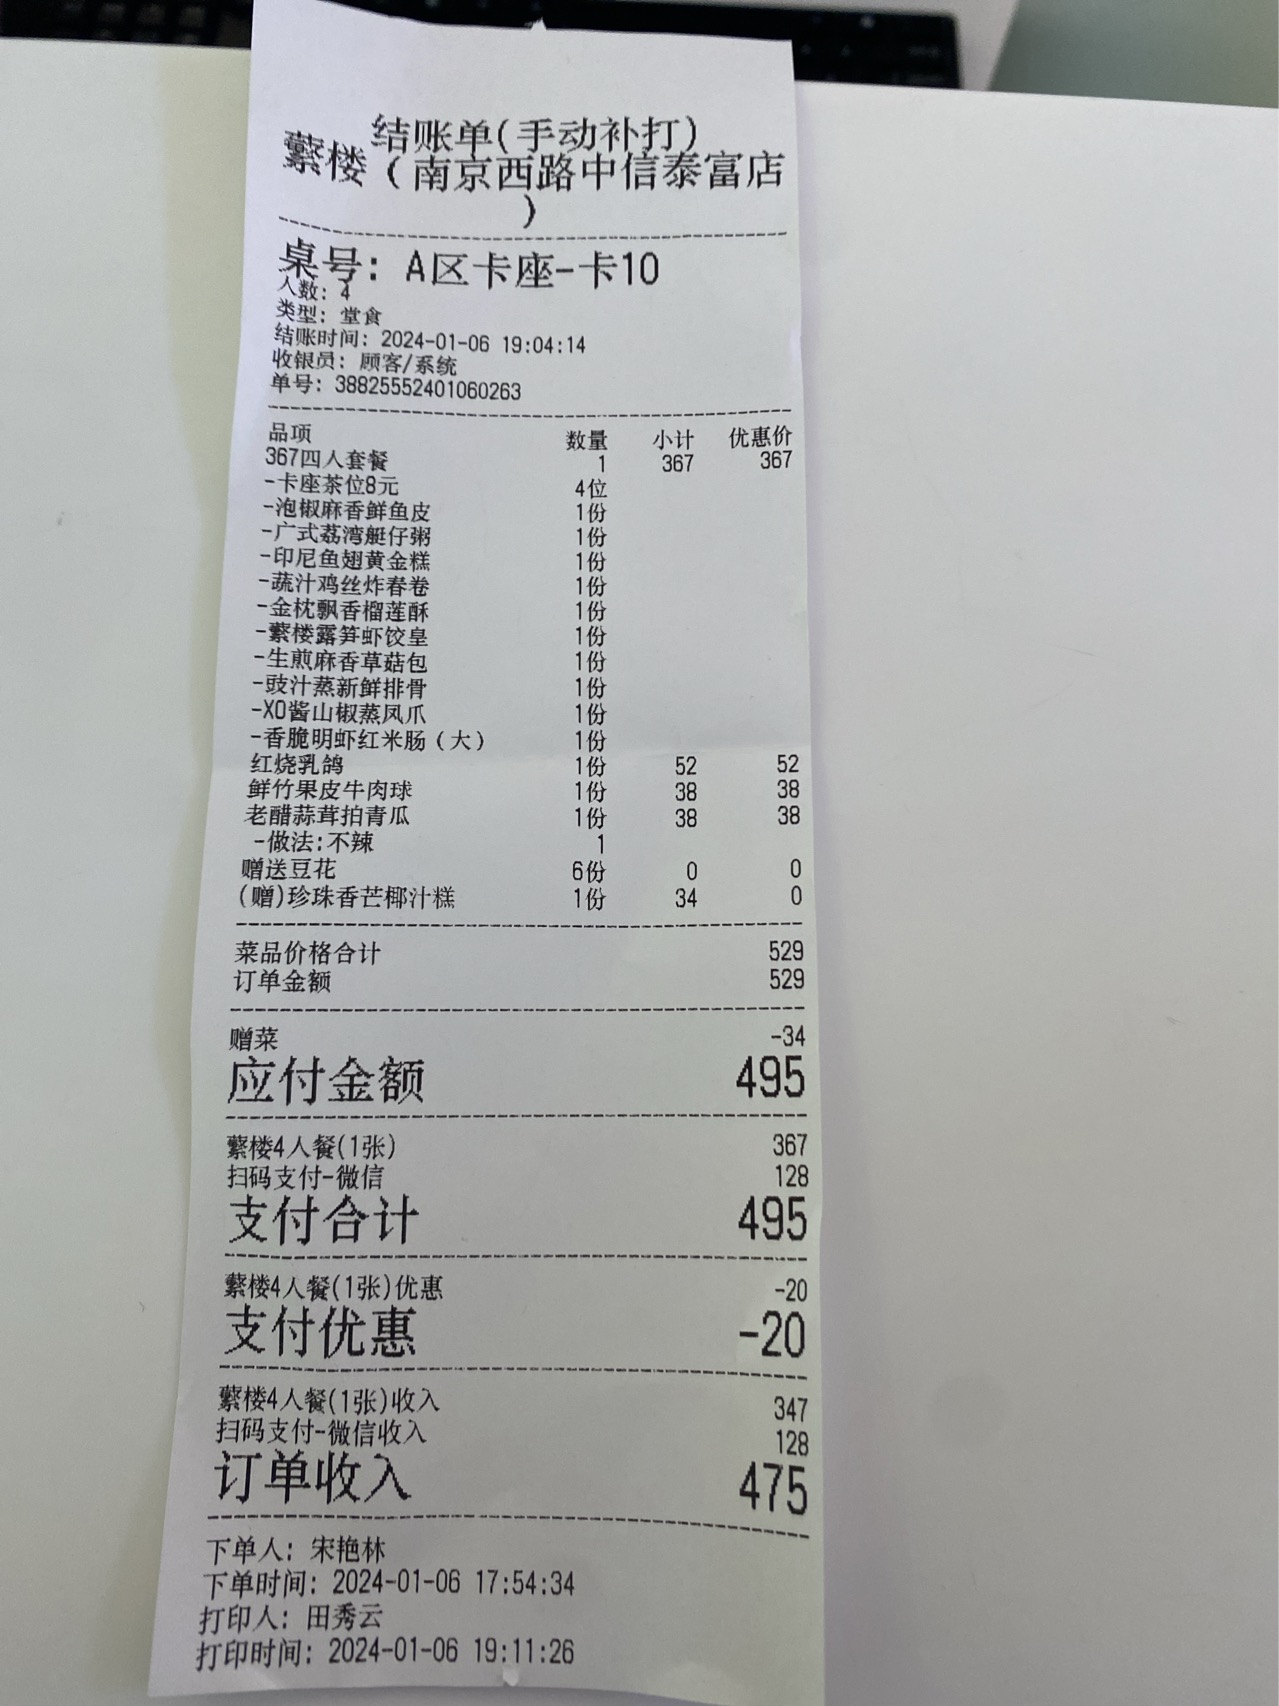 结账单(手动补打)
蘩楼（南京西路中信泰富店
）
桌号: A区卡座-卡10
人数: 4
类型: 堂食
结账时间: 2024-01-06 19:04:14
收银员: 顾客/系统
单号: 38825552401060263
品项 数量 小计 优惠价
367四人套餐 1 367 367
-卡座茶位8元 4位
-泡椒麻香鲜鱼皮 1份
-广式荔湾艇仔粥 1份
-印尼鱼翅黄金糕 1份
-蔬汁鸡丝炸春卷 1份
-金枕飘香榴莲酥 1份
-蘩楼露笋虾饺皇 1份
-生煎麻香草菇包 1份
-豉汁蒸新鲜排骨 1份
-XO酱山椒蒸凤爪 1份
-香脆明虾红米肠（大） 1份
红烧乳鸽 1份 52 52
鲜竹果皮牛肉球 1份 38 38
老醋蒜茸拍青瓜 1份 38 38
-做法:不辣 1
赠送豆花 6份 0 0
(赠)珍珠香芒椰汁糕 1份 34 0
菜品价格合计 529
订单金额 529
赠菜 -34
应付金额 495
蘩楼4人餐(1张) 367
扫码支付-微信 128
支付合计 495
蘩楼4人餐(1张)优惠 -20
支付优惠 -20
蘩楼4人餐(1张)收入 347
扫码支付-微信收入 128
订单收入 475
下单人: 宋艳林
下单时间: 2024-01-06 17:54:34
打印人: 田秀云
打印时间: 2024-01-06 19:11:26